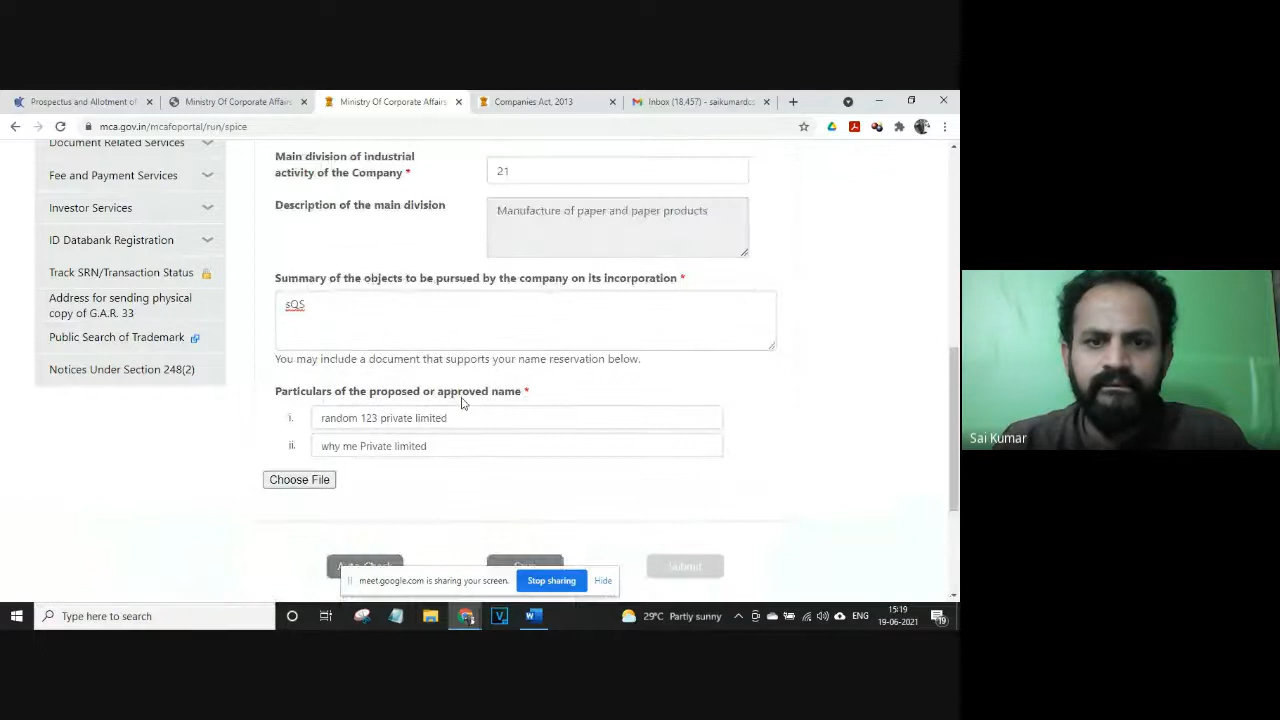 Prospectus and Allotment of
Ministry Of Corporate Affairs
Ministry Of Corporate Affairs
Companies Act, 2013
Inbox (18,457) - saikumardc
mca.gov.in/mcafoportal/run/spice
Document Related Services
Fee and Payment Services
Investor Services
ID Databank Registration
Track SRN/Transaction Status
Address for sending physical
copy of G.A.R. 33
Public Search of Trademark
Notices Under Section 248(2)
Main division of industrial
activity of the Company *
21
Description of the main division
Manufacture of paper and paper products
Summary of the objects to be pursued by the company on its incorporation *
sQS
You may include a document that supports your name reservation below.
Particulars of the proposed or approved name *
i. random 123 private limited
ii. why me Private limited
Choose File
Auto Check
Submit
meet.google.com is sharing your screen. Stop sharing Hide
Type here to search
29°C Partly sunny
ENG
15:19
19-06-2021
19
Sai Kumar